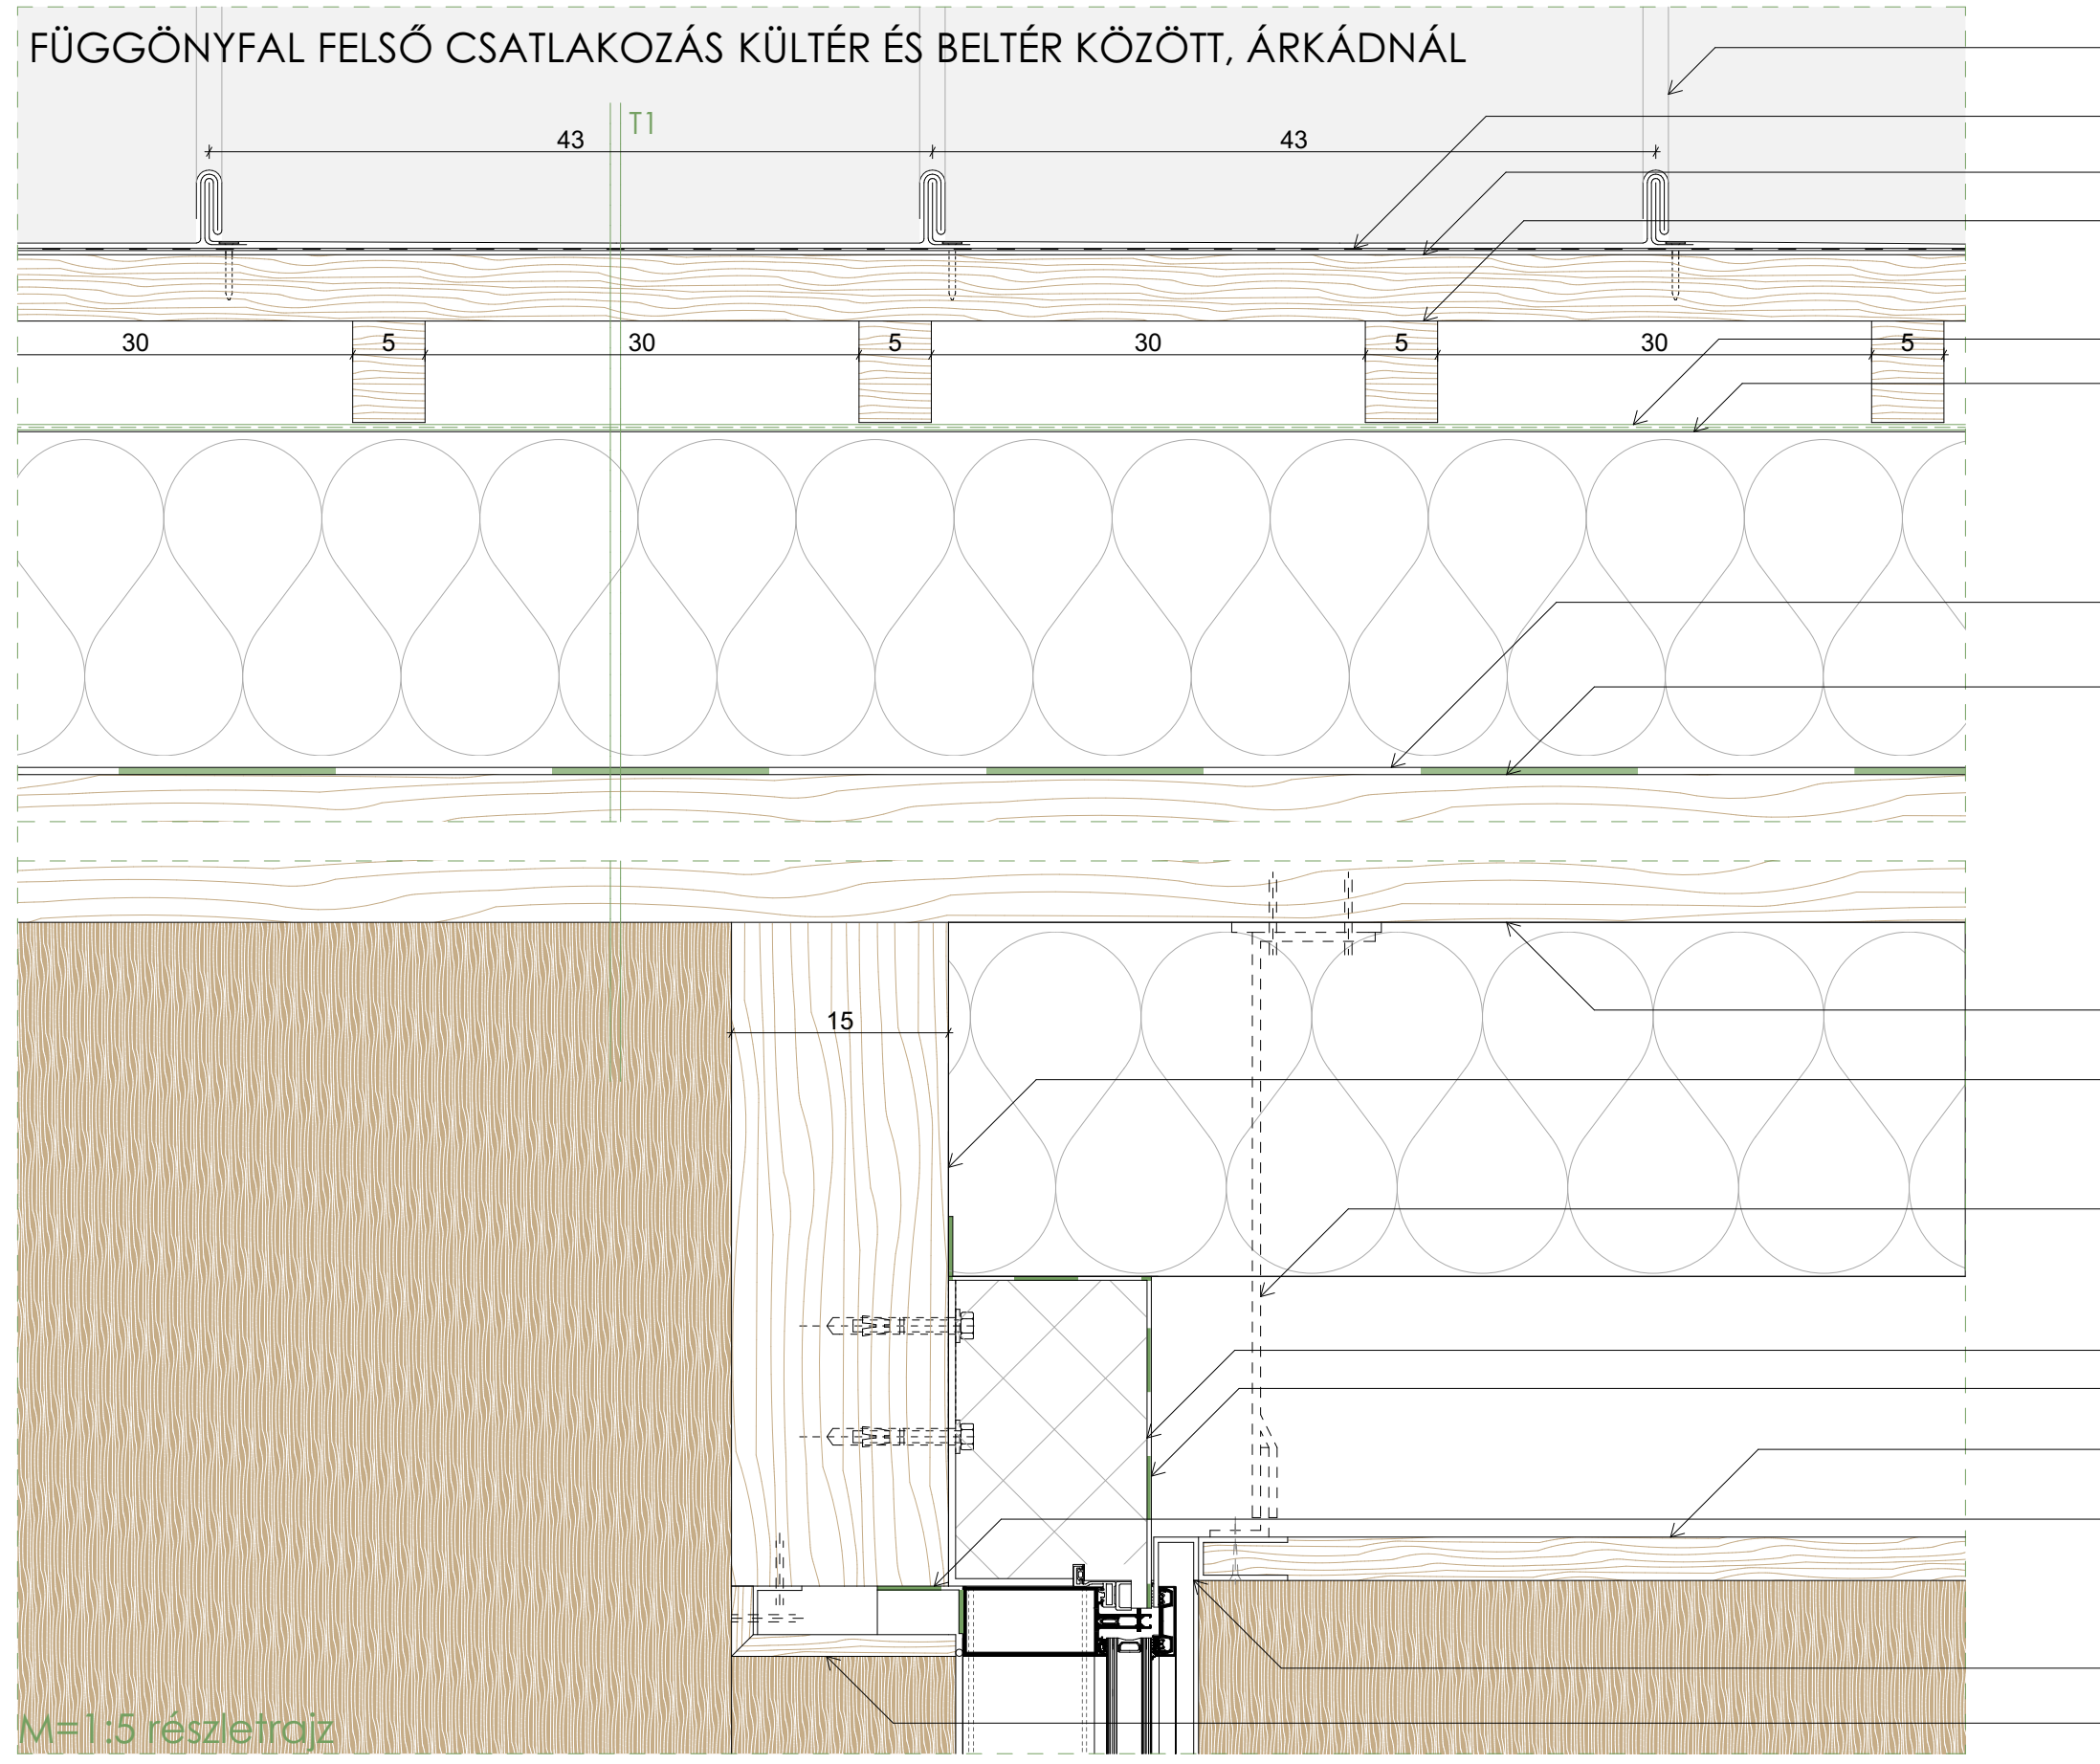 FÜGGÖNYFAL FELSŐ CSATLAKOZÁS KÜLTÉR ÉS BELTÉR KÖZÖTT, ÁRKÁDNÁL
T1
43 43
30 5 30 5 30 5 30 5
15
M=1:5 részletrajz